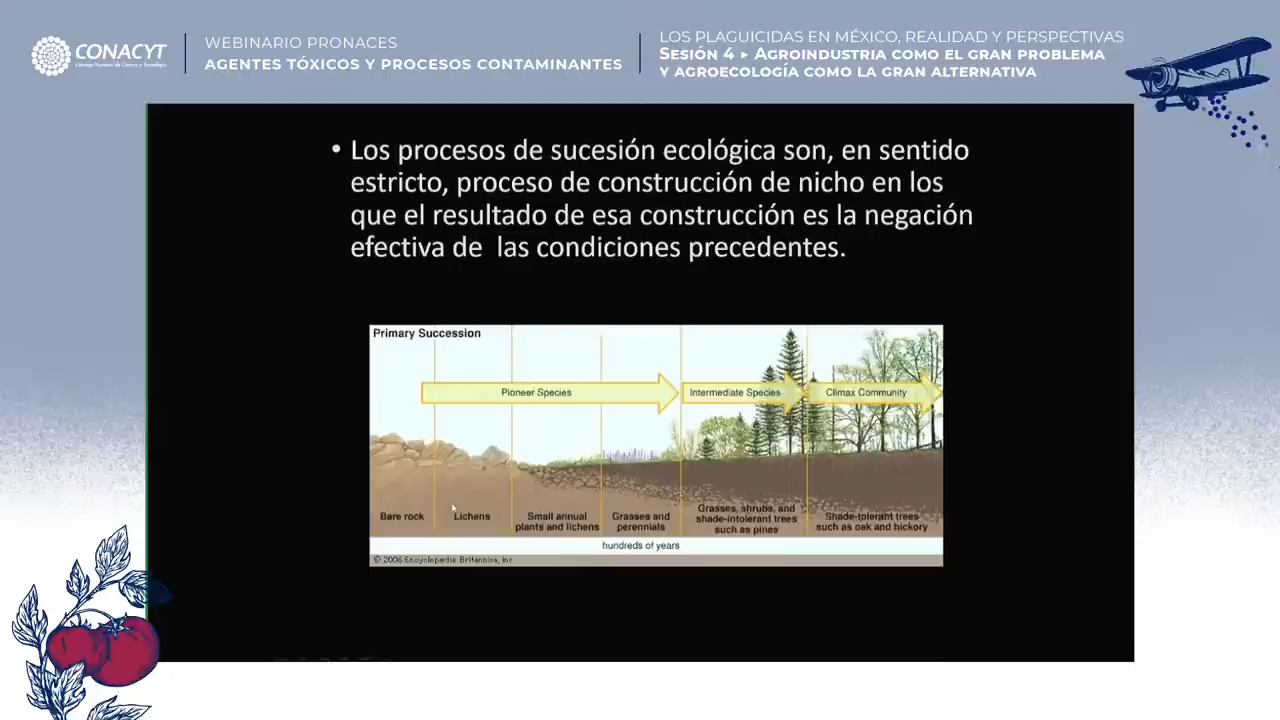 CONACYT
Consejo Nacional de Ciencia y Tecnología
WEBINARIO PRONACES
AGENTES TÓXICOS Y PROCESOS CONTAMINANTES
LOS PLAGUICIDAS EN MÉXICO, REALIDAD Y PERSPECTIVAS
SESIÓN 4 ▸ AGROINDUSTRIA COMO EL GRAN PROBLEMA
Y AGROECOLOGÍA COMO LA GRAN ALTERNATIVA
• Los procesos de sucesión ecológica son, en sentido
estricto, proceso de construcción de nicho en los
que el resultado de esa construcción es la negación
efectiva de las condiciones precedentes.
Primary Succession
Pioneer Species
Intermediate Species
Climax Community
Bare rock
Lichens
Small annual
plants and lichens
Grasses and
perennials
Grasses, shrubs, and
shade-intolerant trees
such as pines
Shade-tolerant trees
such as oak and hickory
hundreds of years
© 2006 Encyclopædia Britannica, Inc